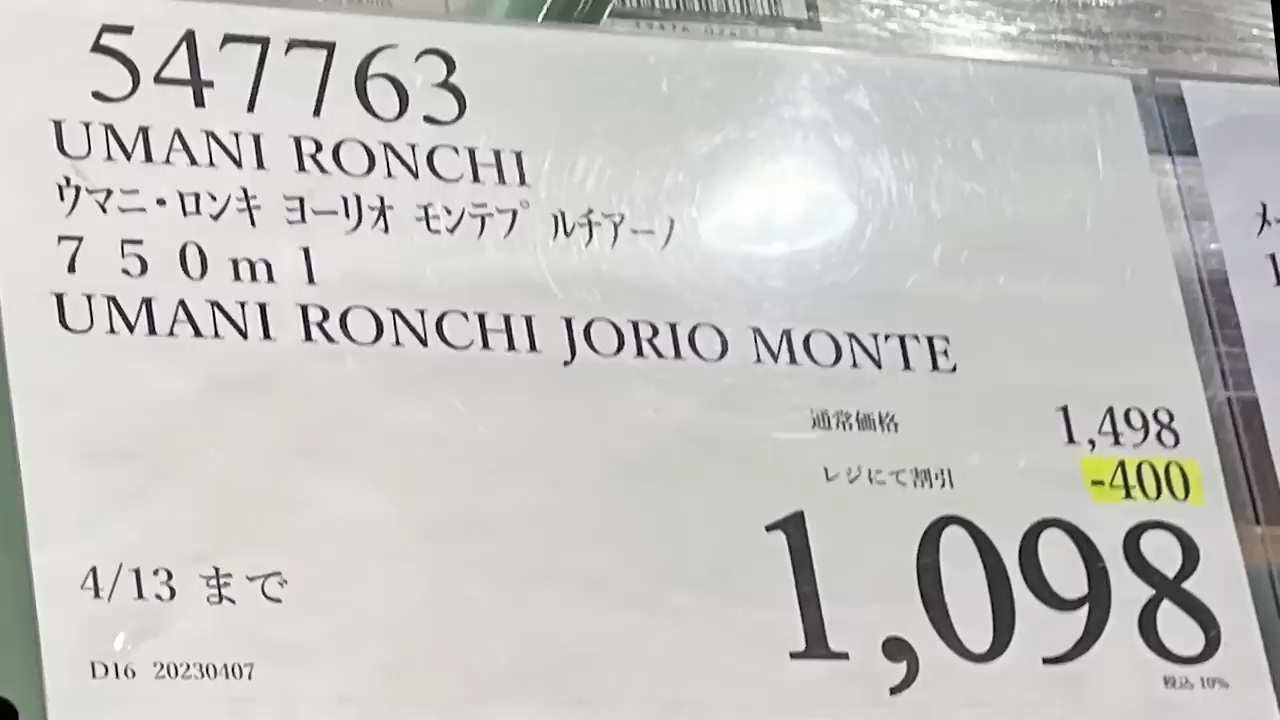 547763
UMANI RONCHI
ウマニ・ロンキ ヨーリオ モンテプルチアーノ
750ml
UMANI RONCHI JORIO MONTE
通常価格 1,498
レジにて割引 -400
1,098
税込 10%
4/13 まで
D16 20230407